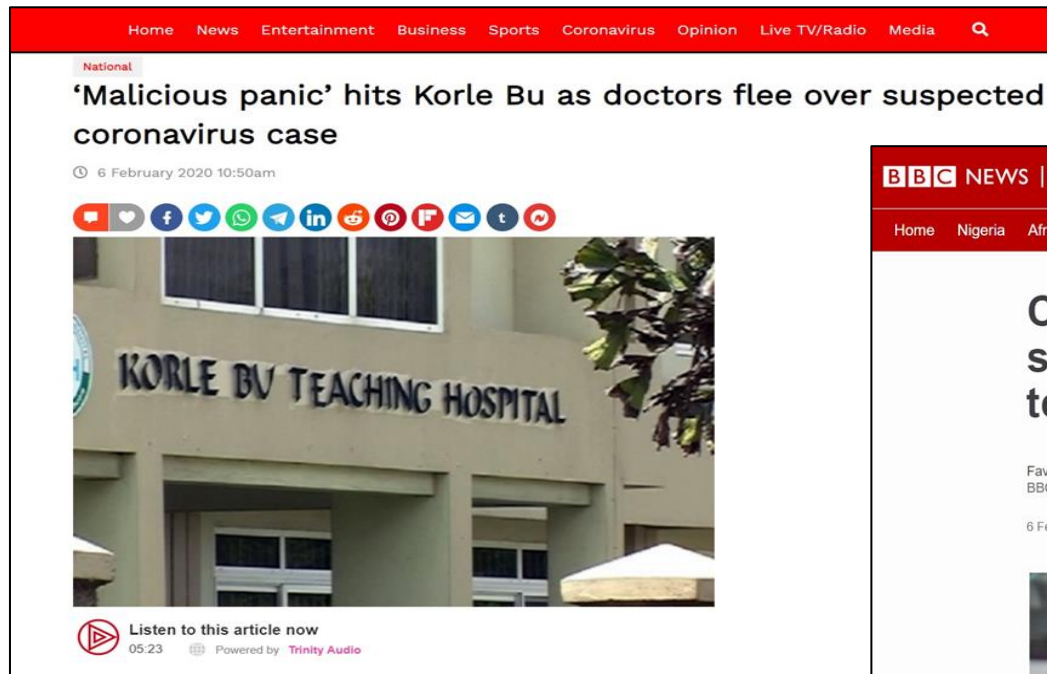 Home News Entertainment Business Sports Coronavirus Opinion Live TV/Radio Media
National
‘Malicious panic’ hits Korle Bu as doctors flee over suspected
coronavirus case
6 February 2020 10:50am
KORLE BU TEACHING HOSPITAL
Listen to this article now
05:23 Powered by Trinity Audio
BBC NEWS |
Home Nigeria
6